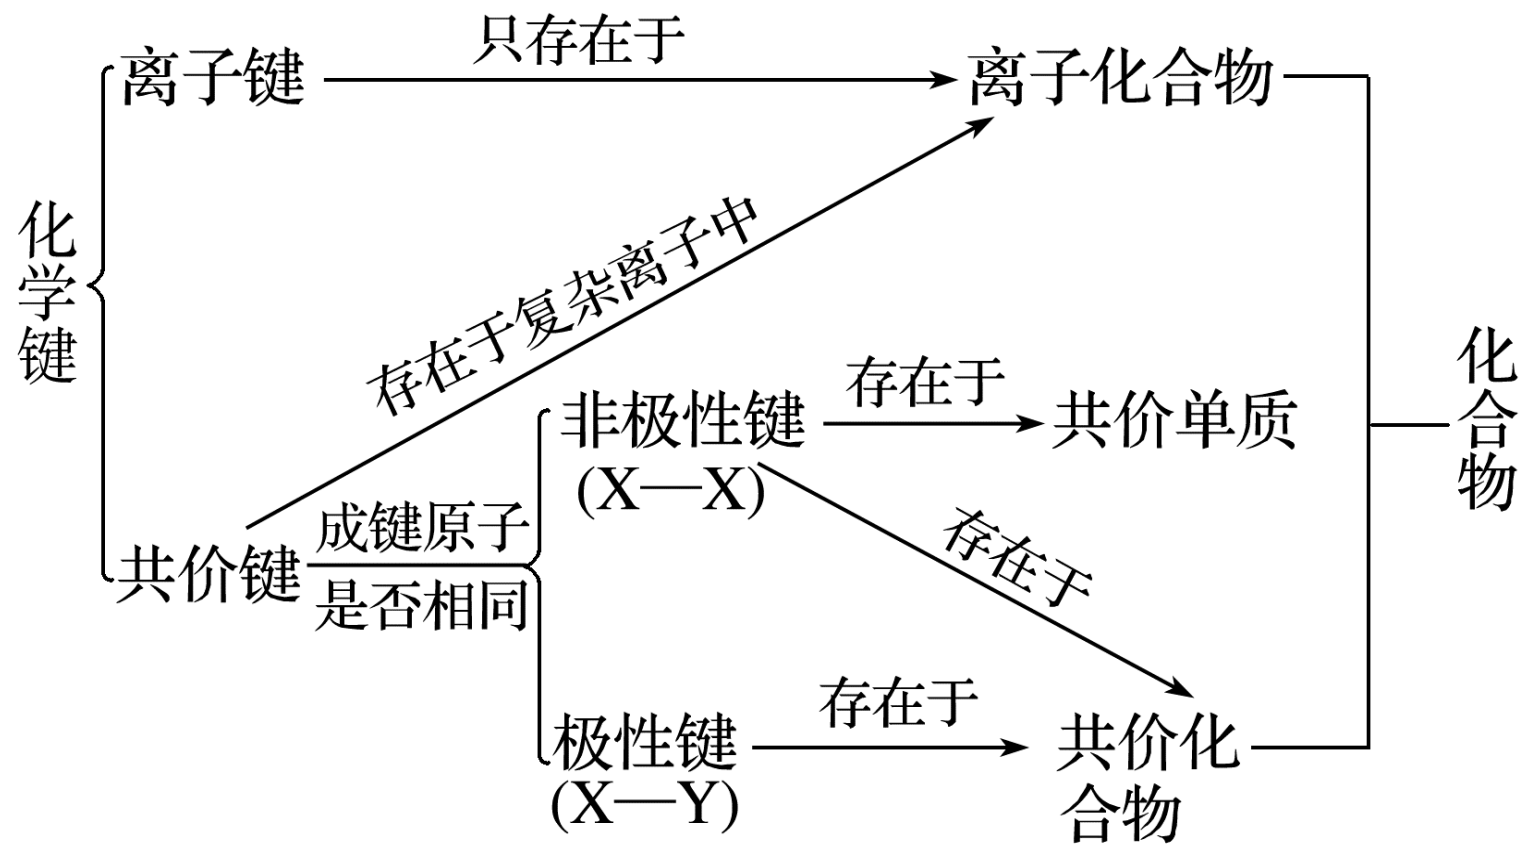 化学键
离子键
只存在于
离子化合物
存在于复杂离子中
共价键
成键原子
是否相同
非极性键
(X—X)
存在于
共价单质
存在于
极性键
(X—Y)
存在于
共价化
合物
化合物